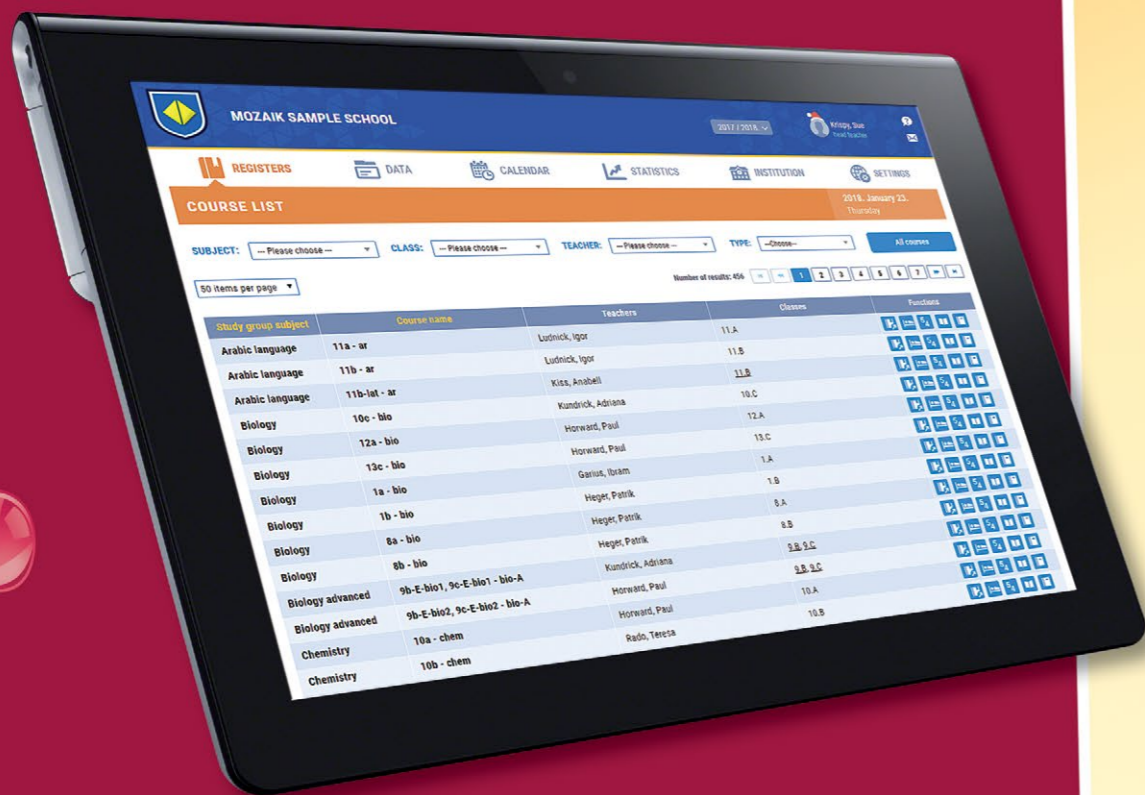 MOZAIK SAMPLE SCHOOL 2017 / 2018. Krispy, Sue
Head Teacher
REGISTERS DATA CALENDAR STATISTICS INSTITUTION SETTINGS
COURSE LIST 2018. January 23.
Thursday
SUBJECT: --- Please choose --- CLASS: --- Please choose --- TEACHER: --- Please choose --- TYPE: ---Choose--- All courses
50 items per page Number of results: 456 1 2 3 4 5 6 7
Study group subject Course name Teachers Classes Functions
Arabic language 11a - ar Ludnick, Igor 11.A
Arabic language 11b - ar Ludnick, Igor 11.B
Arabic language 11b-lat - ar Kiss, Anabell 11.B
Biology 10c - bio Kundrick, Adriana 10.C
Biology 12a - bio Horward, Paul 12.A
Biology 13c - bio Horward, Paul 13.C
Biology 1a - bio Garius, Ibram 1.A
Biology 1b - bio Heger, Patrik 1.B
Biology 8a - bio Heger, Patrik 8.A
Biology 8b - bio Heger, Patrik 8.B
Biology advanced 9b-E-bio1, 9c-E-bio1 - bio-A Kundrick, Adriana 9.B, 9.C
Biology advanced 9b-E-bio2, 9c-E-bio2 - bio-A Horward, Paul 9.B, 9.C
Chemistry 10a - chem Horward, Paul 10.A
Chemistry 10b - chem Rado, Teresa 10.B